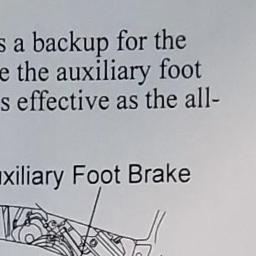 s a backup for the
e the auxiliary foot
s effective as the all-
uxiliary Foot Brake